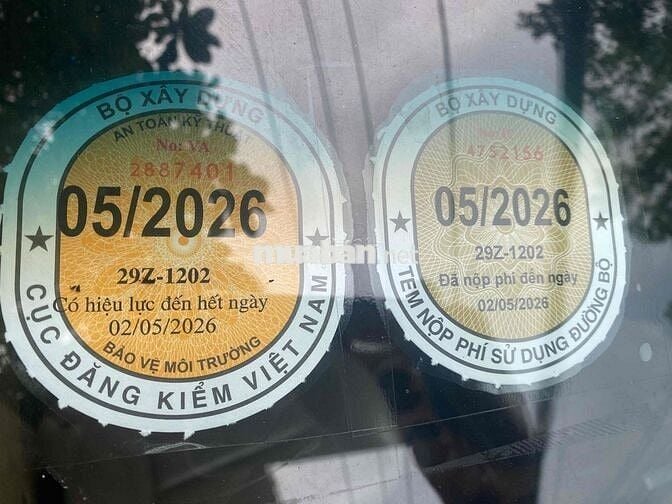 BỘ XÂY DỰNG
AN TOÀN KỸ THUẬT
No: VA
2887401
05/2026
29Z-1202
Có hiệu lực đến hết ngày
02/05/2026
BẢO VỆ MÔI TRƯỜNG
CỤC ĐĂNG KIỂM VIỆT NAM
BỘ XÂY DỰNG
4752156
05/2026
29Z-1202
Đã nộp phí đến ngày
02/05/2026
TEM NỘP PHÍ SỬ DỤNG ĐƯỜNG BỘ
muaban.net